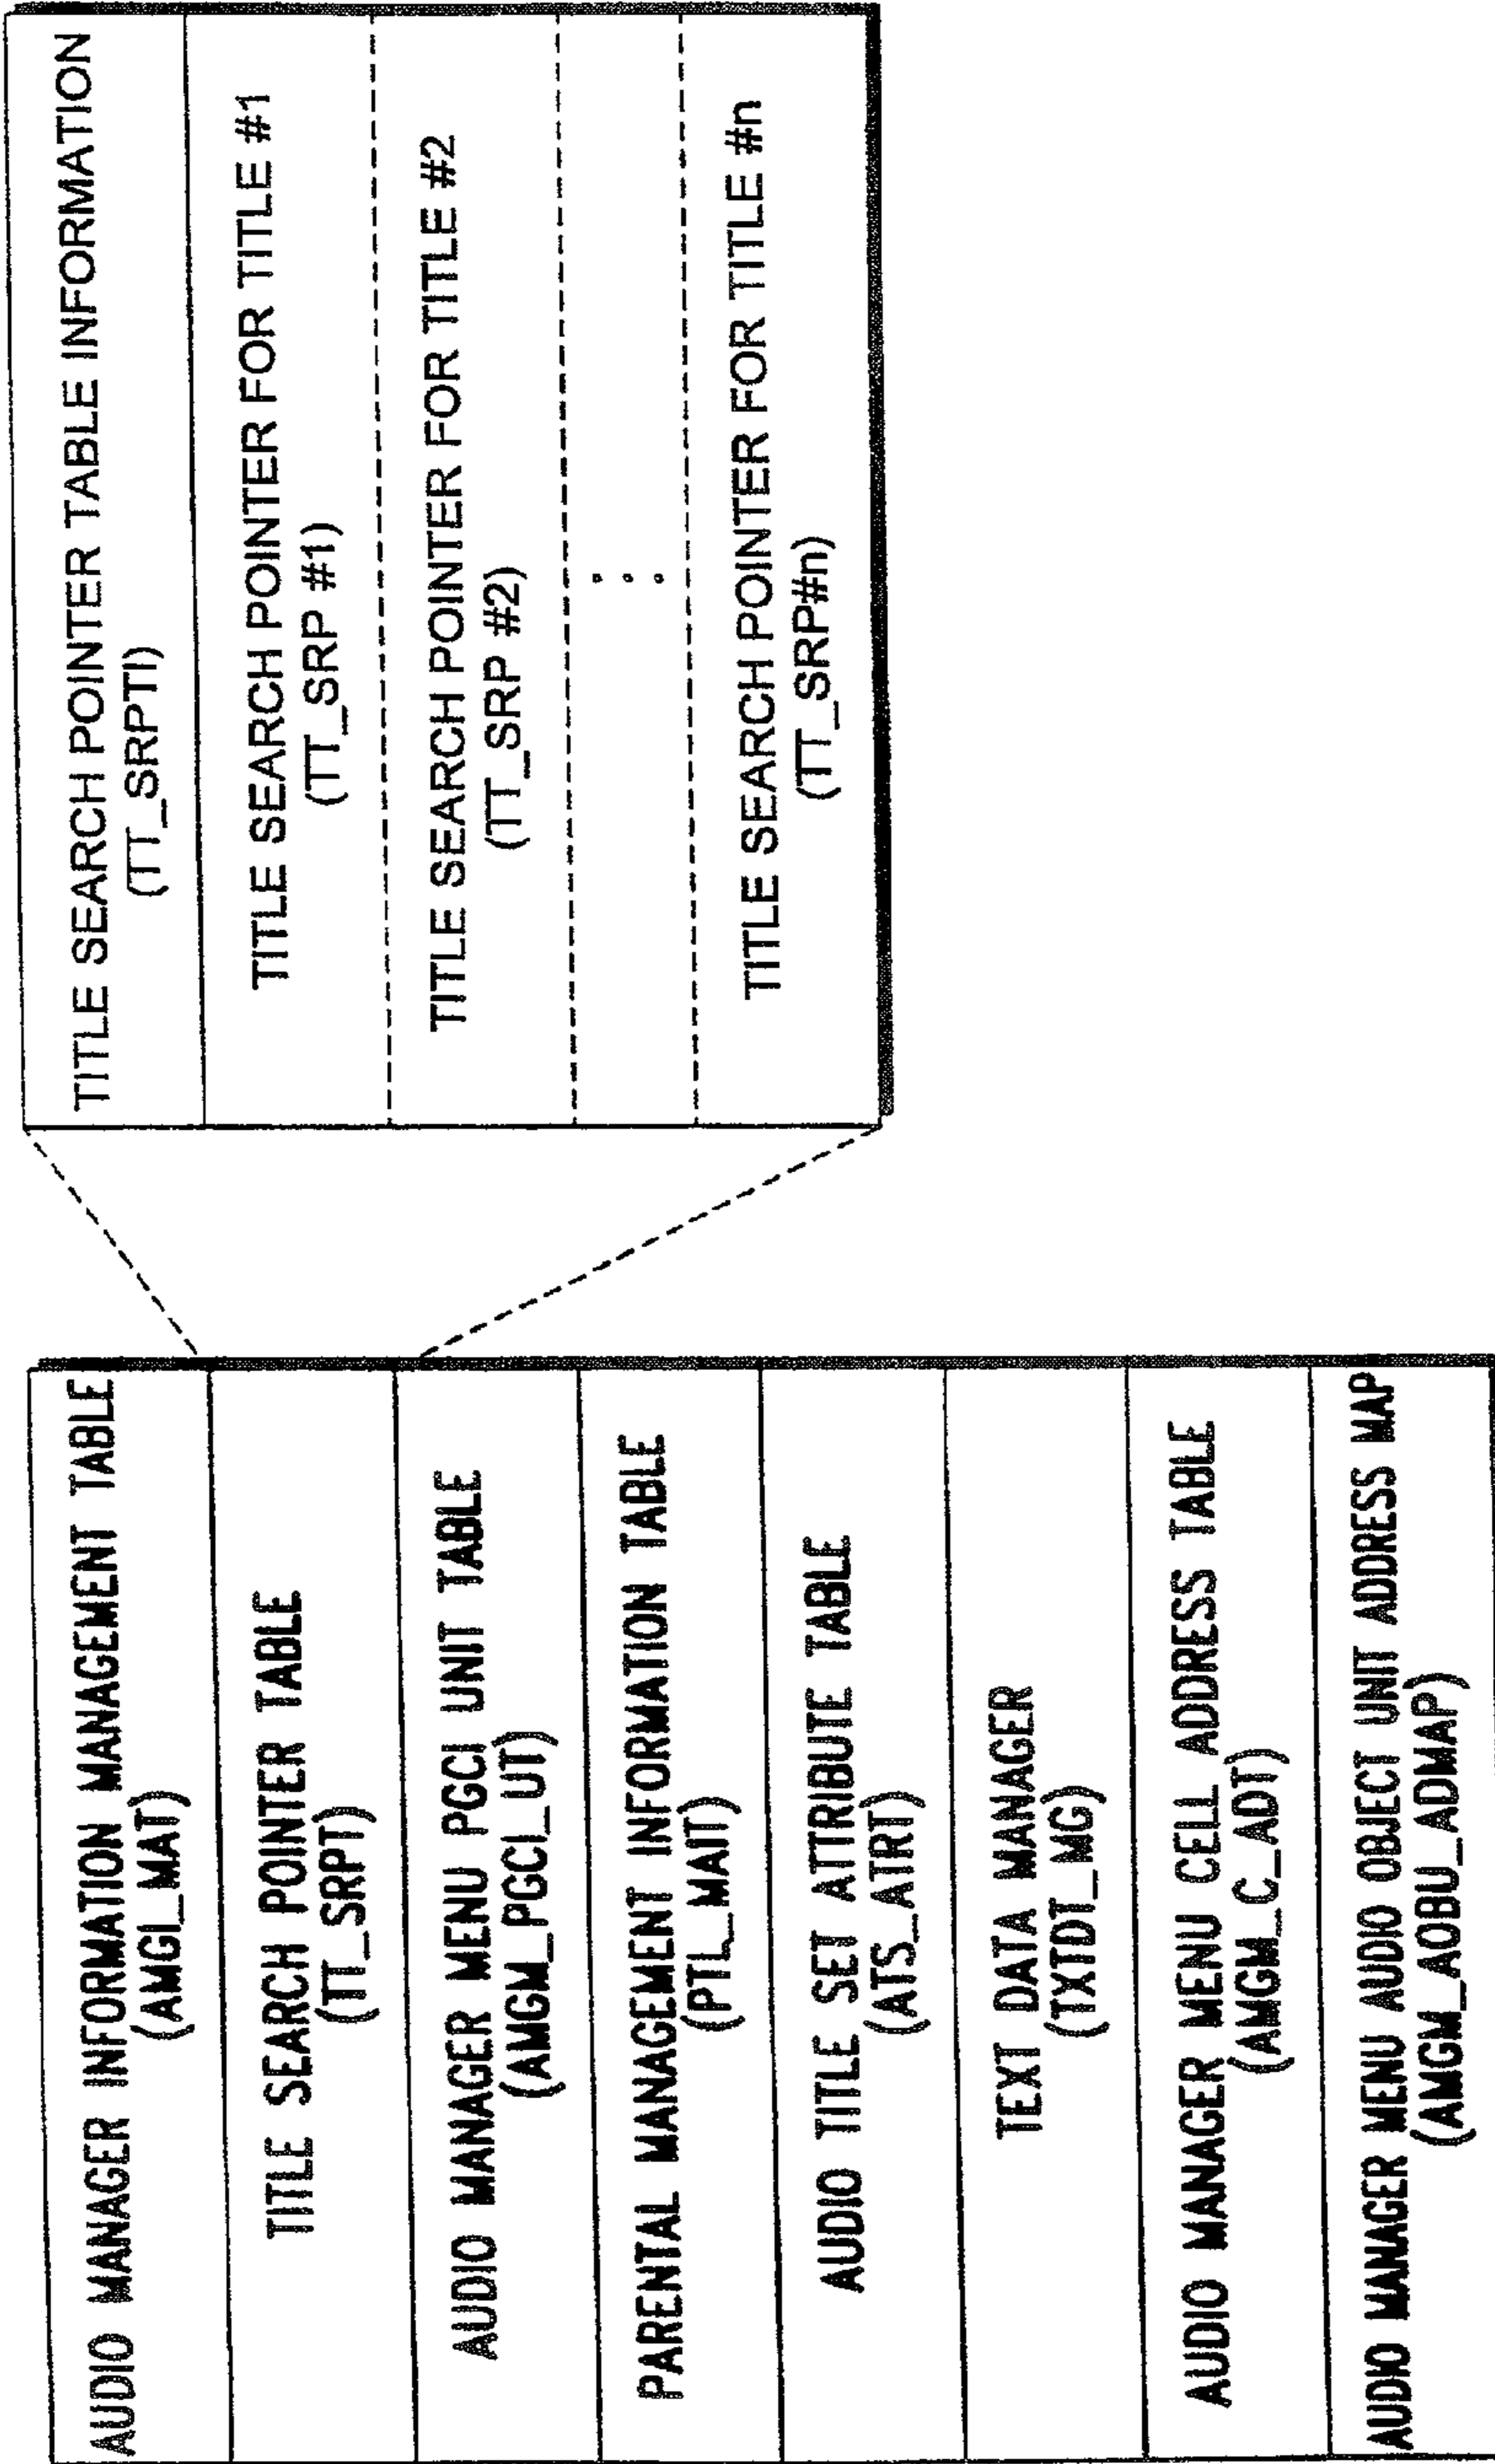 AUDIO MANAGER INFORMATION MANAGEMENT TABLE
(AMGI_MAT)
TITLE SEARCH POINTER TABLE
(TT_SRPT)
AUDIO MANAGER MENU PGCI UNIT TABLE
(AMGM_PGCI_UT)
PARENTAL MANAGEMENT INFORMATION TABLE
(PTL_MAIT)
AUDIO TITLE SET ATTRIBUTE TABLE
(ATS_ATRT)
TEXT DATA MANAGER
(TXTDT_MG)
AUDIO MANAGER MENU CELL ADDRESS TABLE
(AMGM_C_ADT)
AUDIO MANAGER MENU AUDIO OBJECT UNIT ADDRESS MAP
(AMGM_AOBU_ADMAP)
TITLE SEARCH POINTER TABLE INFORMATION
(TT_SRPTI)
TITLE SEARCH POINTER FOR TITLE #1
(TT_SRP #1)
TITLE SEARCH POINTER FOR TITLE #2
(TT_SRP #2)
TITLE SEARCH POINTER FOR TITLE #n
(TT_SRP#n)